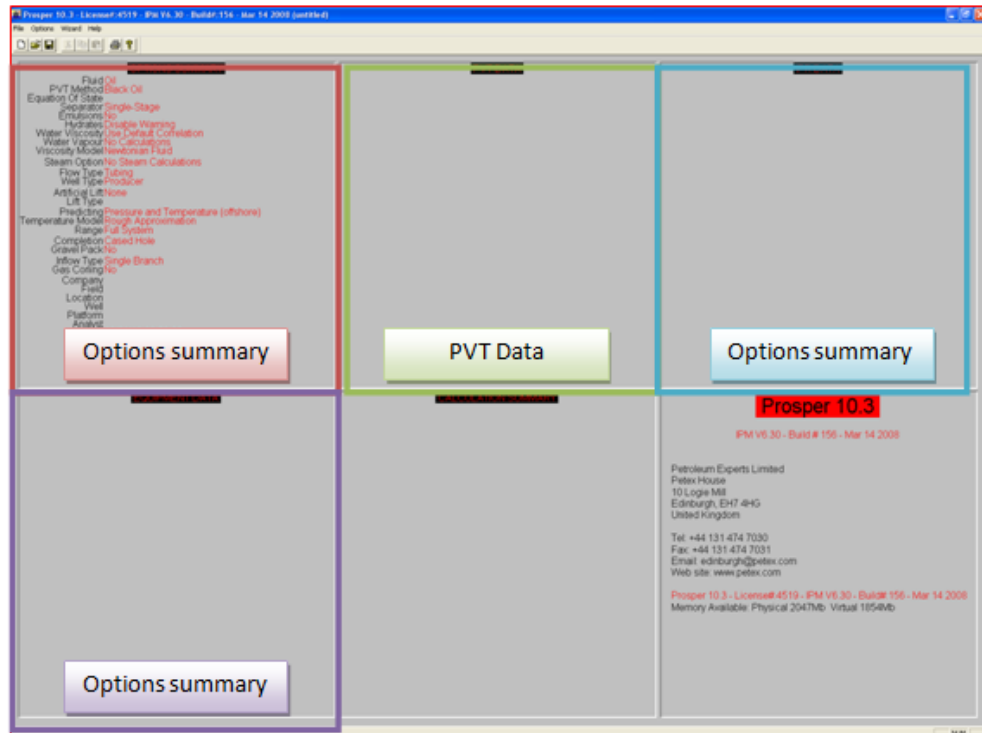 Prosper 10.3 - License#:4519 - IPM V6.30 - Build#:156 - Mar 14 2008 (untitled)
File Options Wizard Help
Fluid Oil
PVT Method Black Oil
Equation Of State
Separator Single-Stage
Emulsions No
Hydrates Disable Warning
Water Viscosity Use Default Correlation
Water Vapour No Calculations
Viscosity Model Newtonian Fluid
Steam Option No Steam Calculations
Flow Type Tubing
Well Type Producer
Artificial Lift None
Lift Type
Predicting Pressure and Temperature (offshore)
Temperature Model Rough Approximation
Range Full System
Completion Cased Hole
Gravel Pack No
Inflow Type Single Branch
Gas Coning No
Company
Field
Location
Well
Platform
Analyst
Options summary
PVT Data
Options summary
EQUIPMENT DATA
CALCULATION SUMMARY
Options summary
Prosper 10.3
IPM V6.30 - Build # 156 - Mar 14 2008
Petroleum Experts Limited
Petex House
10 Logie Mill
Edinburgh, EH7 4HG
United Kingdom
Tel: +44 131 474 7030
Fax: +44 131 474 7031
Email: edinburgh@petex.com
Web site: www.petex.com
Prosper 10.3 - License#:4519 - IPM V6.30 - Build#:156 - Mar 14 2008
Memory Available: Physical 2047Mb Virtual 1854Mb